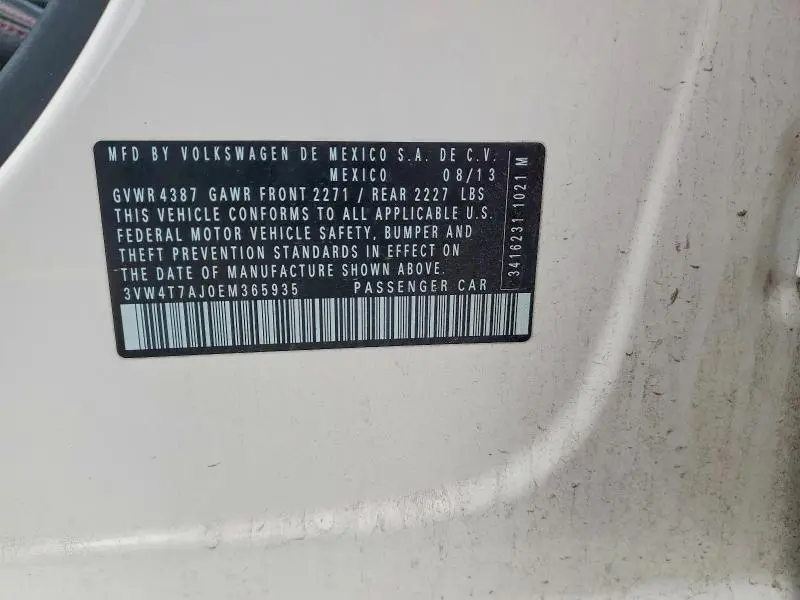 MFD BY VOLKSWAGEN DE MEXICO S.A. DE C.V.
MEXICO 08/13
GVWR 4387 GAWR FRONT 2271 / REAR 2227 LBS
THIS VEHICLE CONFORMS TO ALL APPLICABLE U.S.
FEDERAL MOTOR VEHICLE SAFETY, BUMPER AND
THEFT PREVENTION STANDARDS IN EFFECT ON
THE DATE OF MANUFACTURE SHOWN ABOVE.
3VW4T7AJ0EM365935 PASSENGER CAR
3416231 1021 M